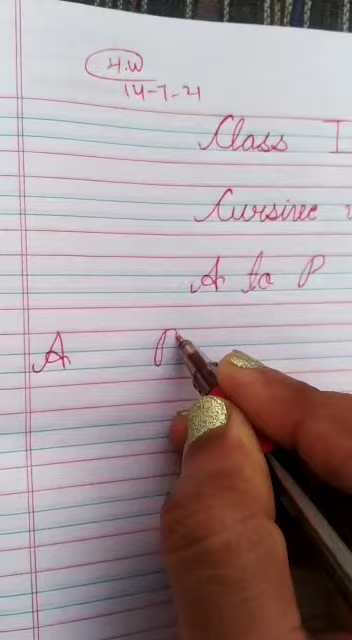 H.W
14-7-21
Class I
Cursive
A to P
A